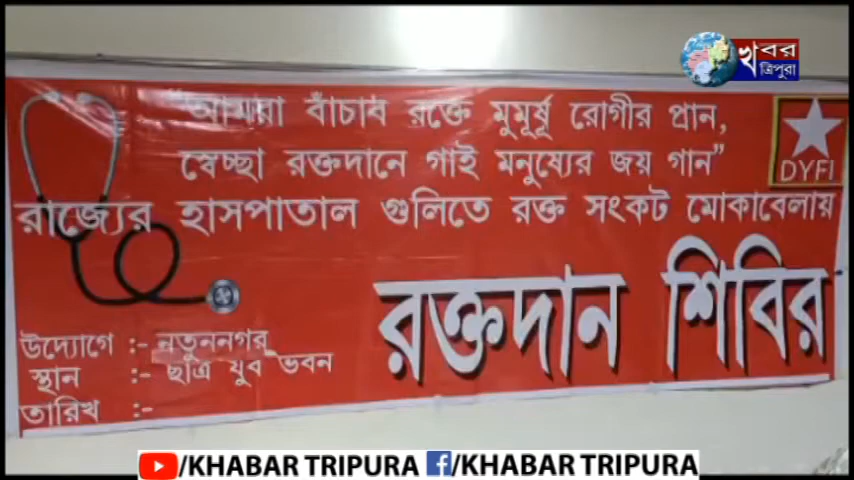 খবর
ত্রিপুরা
"আমরা বাঁচাব রক্তে মুমূর্ষু রোগীর প্রান,
স্বেচ্ছা রক্তদানে গাই মনুষ্যের জয় গান"
DYFI
রাজ্যের হাসপাতাল গুলিতে রক্ত সংকট মোকাবেলায়
রক্তদান শিবির
উদ্যোগে :- নতুননগর
স্থান :- ছাত্র যুব ভবন
তারিখ :-
/KHABAR TRIPURA f/KHABAR TRIPURA